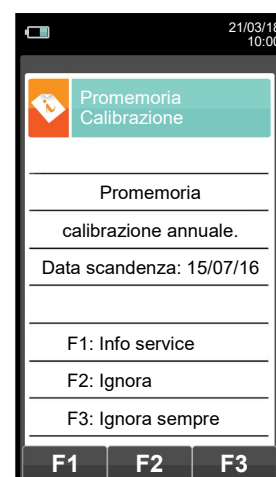 21/03/18
10:00
Promemoria
Calibrazione
Promemoria
calibrazione annuale.
Data scandenza: 15/07/16
F1: Info service
F2: Ignora
F3: Ignora sempre
F1 F2 F3